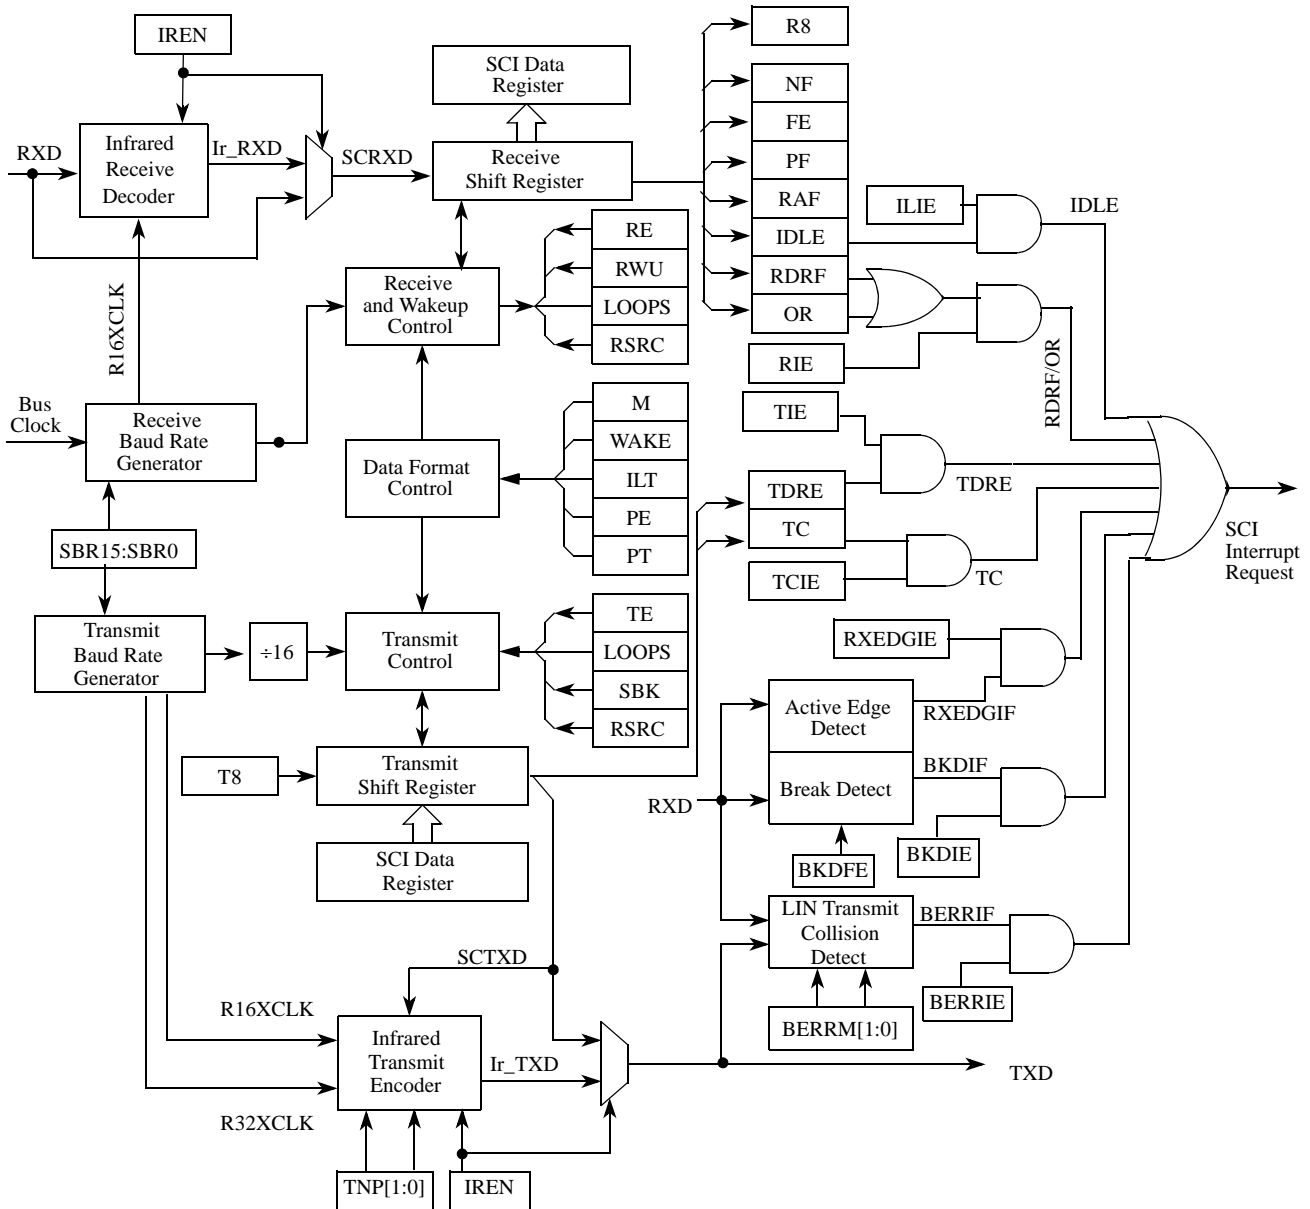 IREN
R8
SCI Data
Register
NF
FE
PF
RAF
IDLE
RDRF
OR
RXD
Infrared
Receive
Decoder
Ir_RXD
SCRXD
Receive
Shift Register
ILIE
IDLE
R16XCLK
Receive
and Wakeup
Control
RE
RWU
LOOPS
RSRC
RIE
RDRF/OR
Bus
Clock
Receive
Baud Rate
Generator
Data Format
Control
M
WAKE
ILT
PE
PT
TIE
TDRE
TC
TCIE
TDRE
TC
SCI
Interrupt
Request
SBR15:SBR0
Transmit
Baud Rate
Generator
÷16
Transmit
Control
TE
LOOPS
SBK
RSRC
RXEDGIE
Active Edge
Detect
RXEDGIF
T8
Transmit
Shift Register
RXD
Break Detect
BKDIF
BKDIE
BKDFE
SCI Data
Register
LIN Transmit
Collision
Detect
BERRIF
BERRIE
BERRM[1:0]
SCTXD
R16XCLK
Infrared
Transmit
Encoder
Ir_TXD
TXD
R32XCLK
TNP[1:0]
IREN